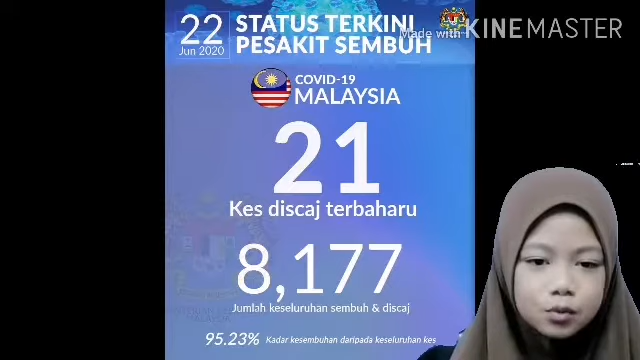 22
Jun 2020
STATUS TERKINI
PESAKIT SEMBUH
Made with KINEMASTER
COVID-19
MALAYSIA
21
Kes discaj terbaharu
8,177
Jumlah keseluruhan sembuh & discaj
95.23% Kadar kesembuhan daripada keseluruhan kes